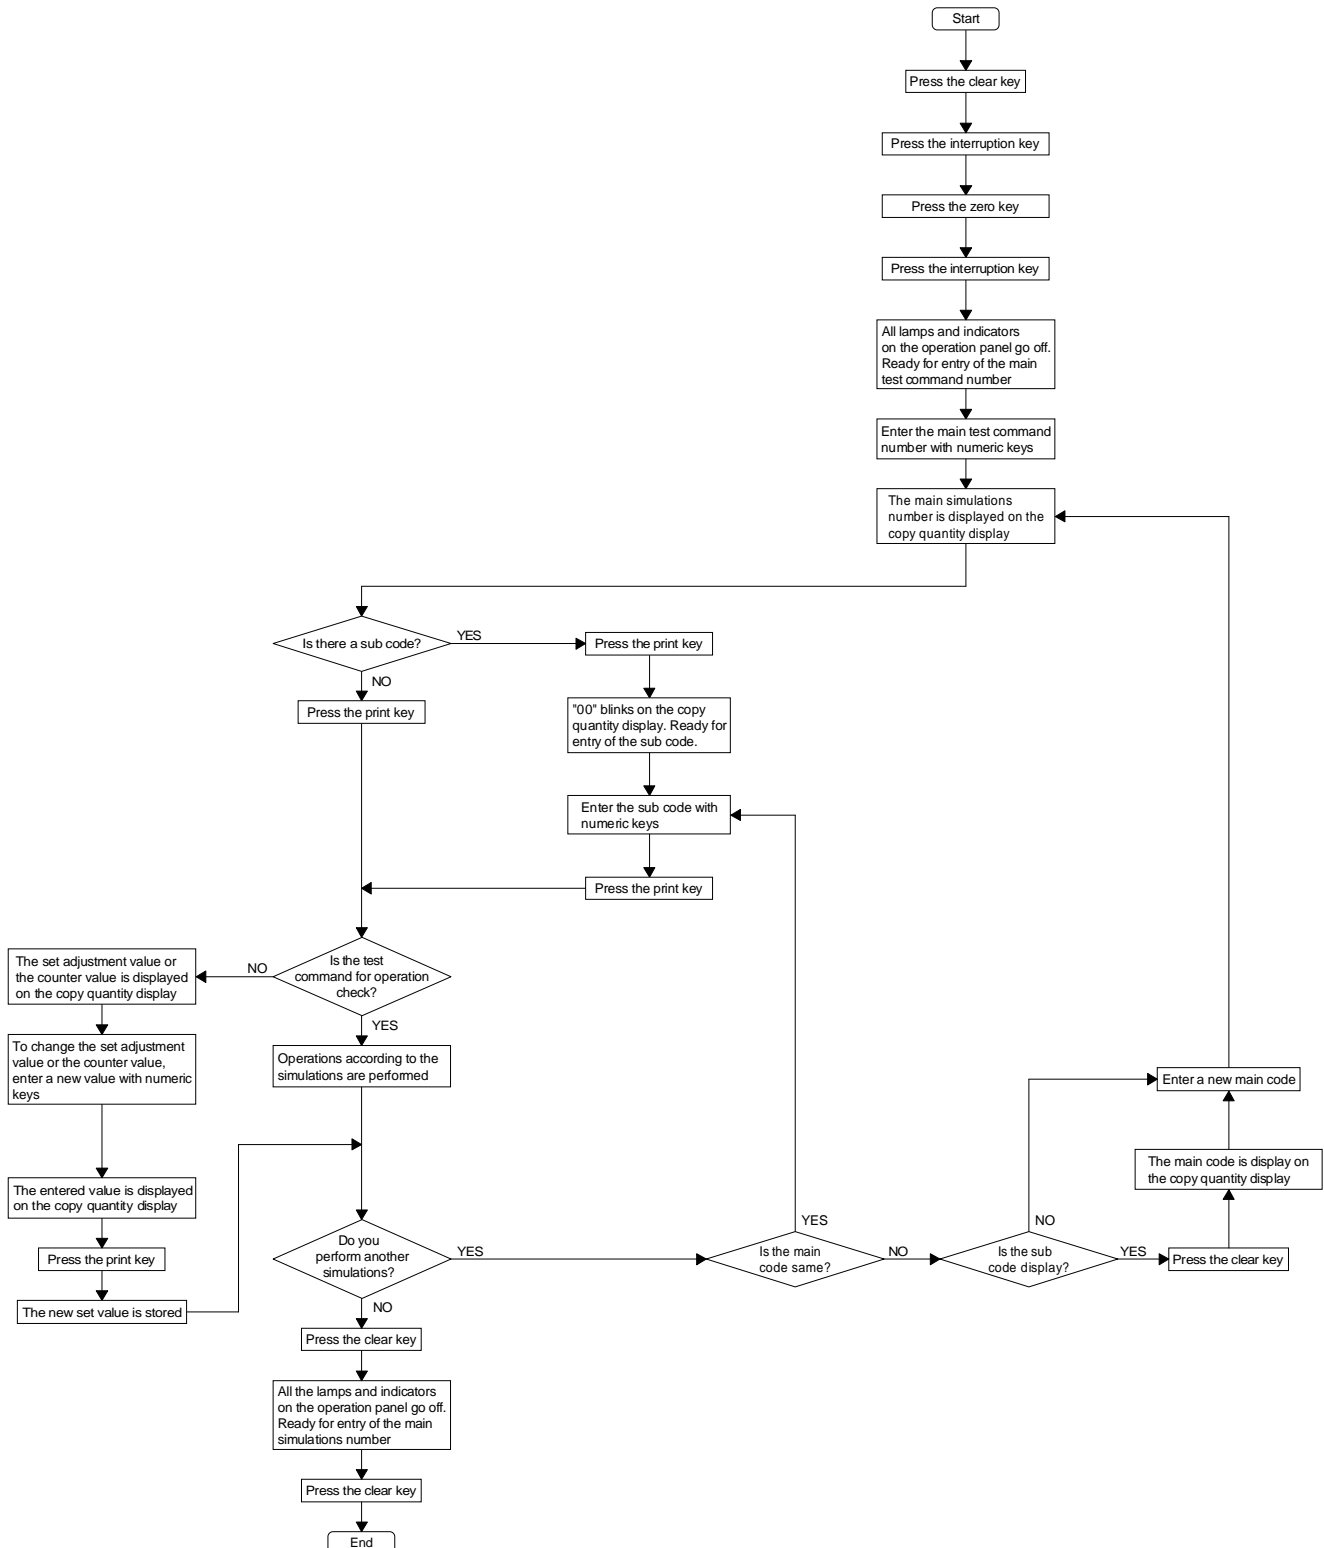 Start
Press the clear key
Press the interruption key
Press the zero key
Press the interruption key
All lamps and indicators
on the operation panel go off.
Ready for entry of the main
test command number
Enter the main test command
number with numeric keys
The main simulations
number is displayed on the
copy quantity display
Is there a sub code?
YES
Press the print key
NO
Press the print key
"00" blinks on the copy
quantity display. Ready for
entry of the sub code.
Enter the sub code with
numeric keys
Press the print key
Is the test
command for operation
check?
NO
The set adjustment value or
the counter value is displayed
on the copy quantity display
YES
To change the set adjustment
value or the counter value,
enter a new value with numeric
keys
Operations according to the
simulations are performed
Enter a new main code
The main code is display on
the copy quantity display
The entered value is displayed
on the copy quantity display
Press the print key
The new set value is stored
Do you
perform another
simulations?
YES
Is the main
code same?
YES
NO
Is the sub
code display?
NO
YES
Press the clear key
NO
Press the clear key
All the lamps and indicators
on the operation panel go off.
Ready for entry of the main
simulations number
Press the clear key
End